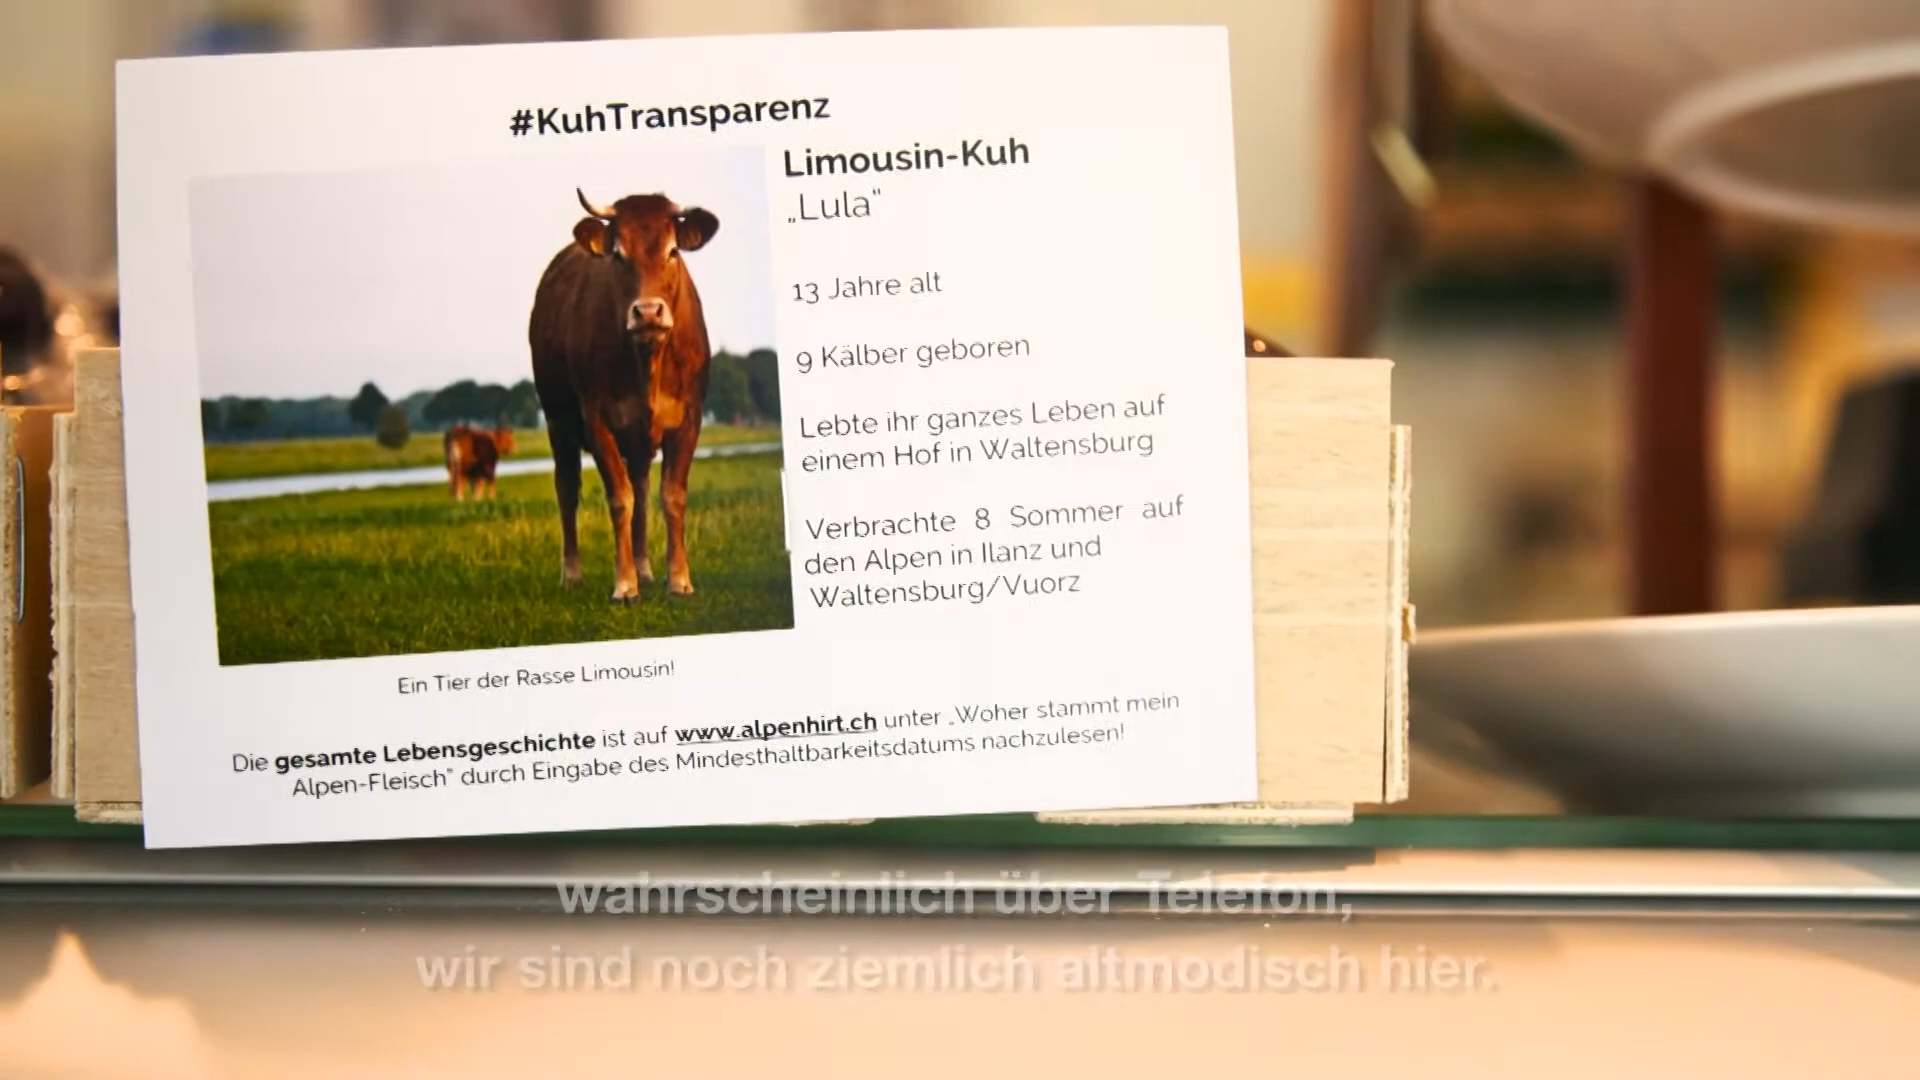 #KuhTransparenz
Limousin-Kuh
„Lula“
13 Jahre alt
9 Kälber geboren
Lebte ihr ganzes Leben auf
einem Hof in Waltensburg
Verbrachte 8 Sommer auf
den Alpen in Ilanz und
Waltensburg/Vuorz
Ein Tier der Rasse Limousin!
Die gesamte Lebensgeschichte ist auf www.alpenhirt.ch unter „Woher stammt mein
Alpen-Fleisch“ durch Eingabe des Mindesthaltbarkeitsdatums nachzulesen!
wahrscheinlich über Telefon,
wir sind noch ziemlich altmodisch hier.